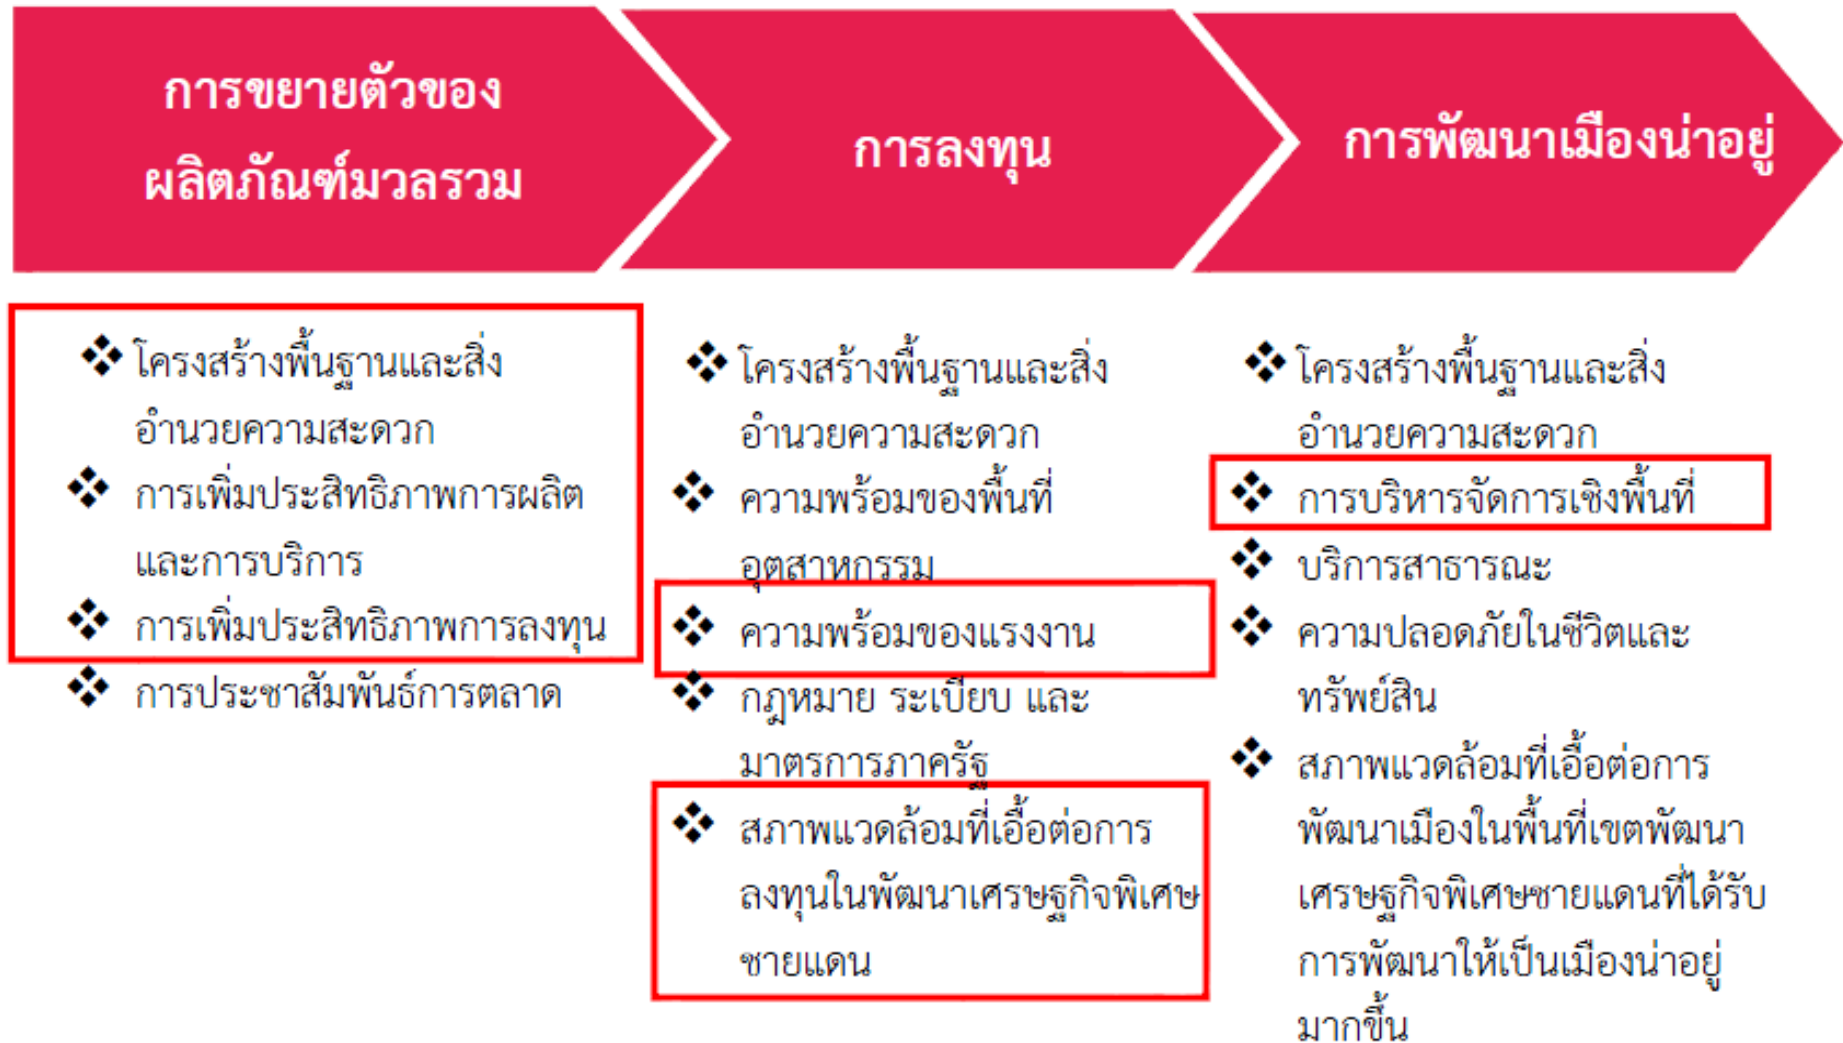 การขยายตัวของ
ผลิตภัณฑ์มวลรวม
การลงทุน
การพัฒนาเมืองน่าอยู่
❖ โครงสร้างพื้นฐานและสิ่ง
อำนวยความสะดวก
❖ การเพิ่มประสิทธิภาพการผลิต
และการบริการ
❖ การเพิ่มประสิทธิภาพการลงทุน
❖ การประชาสัมพันธ์การตลาด
❖ โครงสร้างพื้นฐานและสิ่ง
อำนวยความสะดวก
❖ ความพร้อมของพื้นที่
อุตสาหกรรม
❖ ความพร้อมของแรงงาน
❖ กฎหมาย ระเบียบ และ
มาตรการภาครัฐ
❖ สภาพแวดล้อมที่เอื้อต่อการ
ลงทุนในพัฒนาเศรษฐกิจพิเศษ
ชายแดน
❖ โครงสร้างพื้นฐานและสิ่ง
อำนวยความสะดวก
❖ การบริหารจัดการเชิงพื้นที่
❖ บริการสาธารณะ
❖ ความปลอดภัยในชีวิตและ
ทรัพย์สิน
❖ สภาพแวดล้อมที่เอื้อต่อการ
พัฒนาเมืองในพื้นที่เขตพัฒนา
เศรษฐกิจพิเศษชายแดนที่ได้รับ
การพัฒนาให้เป็นเมืองน่าอยู่
มากขึ้น